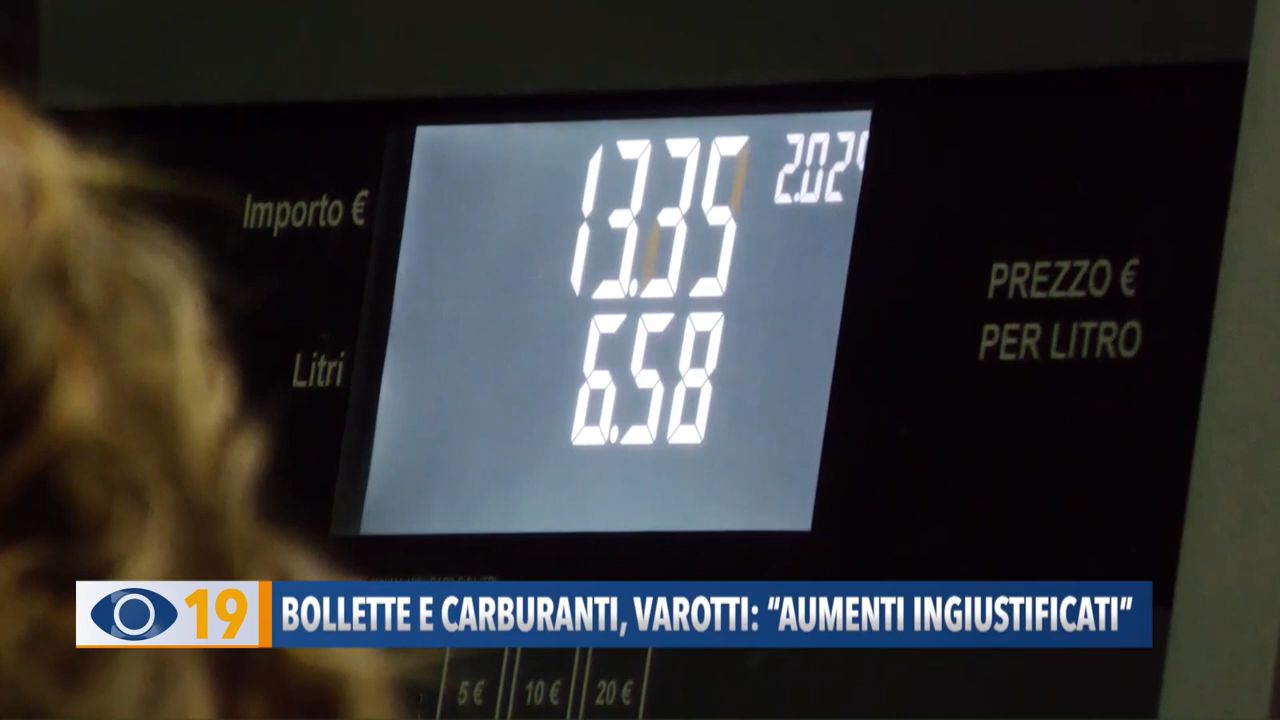 Importo €
13.35
2.029
Litri
6.58
PREZZO €
PER LITRO
19
BOLLETTE E CARBURANTI, VAROTTI: “AUMENTI INGIUSTIFICATI”
5 €
10 €
20 €